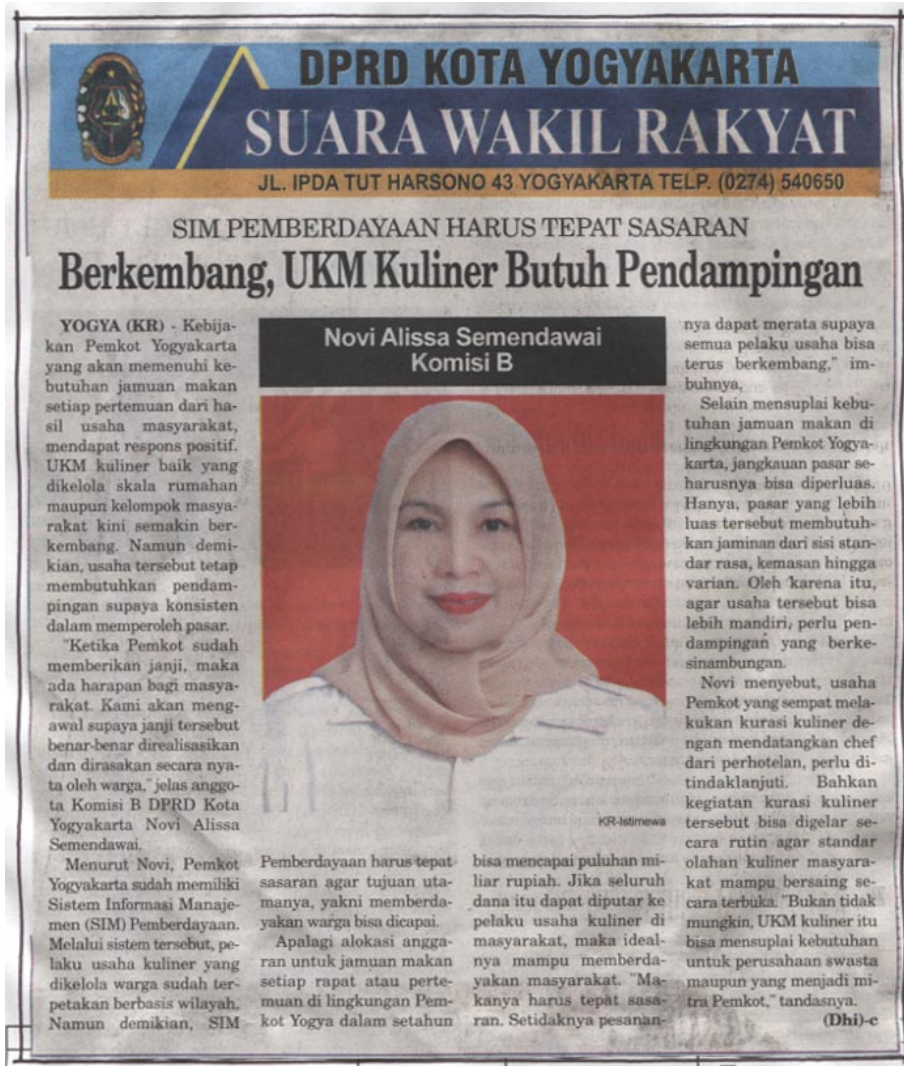 DPRD KOTA YOGYAKARTA
SUARA WAKIL RAKYAT
JL. IPDA TUT HARSONO 43 YOGYAKARTA TELP. (0274) 540650
SIM PEMBERDAYAAN HARUS TEPAT SASARAN
Berkembang, UKM Kuliner Butuh Pendampingan
YOGYA (KR) - Kebija-
kan Pemkot Yogyakarta
yang akan memenuhi ke-
butuhan jamuan makan
setiap pertemuan dari ha-
sil usaha masyarakat,
mendapat respons positif.
UKM kuliner baik yang
dikelola skala rumahan
maupun kelompok masya-
rakat kini semakin ber-
kembang. Namun demi-
kian, usaha tersebut tetap
membutuhkan pendam-
pingan supaya konsisten
dalam memperoleh pasar.
"Ketika Pemkot sudah
memberikan janji, maka
ada harapan bagi masya-
rakat. Kami akan meng-
awal supaya janji tersebut
benar-benar direalisasikan
dan dirasakan secara nya-
ta oleh warga," jelas anggo-
ta Komisi B DPRD Kota
Yogyakarta Novi Alissa
Semendawai.
Menurut Novi, Pemkot
Yogyakarta sudah memiliki
Sistem Informasi Manaje-
men (SIM) Pemberdayaan.
Melalui sistem tersebut, pe-
laku usaha kuliner yang
dikelola warga sudah ter-
petakan berbasis wilayah.
Namun demikian, SIM
Novi Alissa Semendawai
Komisi B
KR-Istimewa
Pemberdayaan harus tepat
sasaran agar tujuan uta-
manya, yakni memberda-
yakan warga bisa dicapai.
Apalagi alokasi angga-
ran untuk jamuan makan
setiap rapat atau perte-
muan di lingkungan Pem-
kot Yogya dalam setahun
bisa mencapai puluhan mi-
liar rupiah. Jika seluruh
dana itu dapat diputar ke
pelaku usaha kuliner di
masyarakat, maka ideal-
nya mampu memberda-
yakan masyarakat. "Ma-
kanya harus tepat sasa-
ran. Setidaknya pesanan-
nya dapat merata supaya
semua pelaku usaha bisa
terus berkembang," im-
buhnya,
Selain mensuplai kebu-
tuhan jamuan makan di
lingkungan Pemkot Yogya-
karta, jangkauan pasar se-
harusnya bisa diperluas.
Hanya, pasar yang lebih
luas tersebut membutuh-
kan jaminan dari sisi stan-
dar rasa, kemasan hingga
varian. Oleh karena itu,
agar usaha tersebut bisa
lebih mandiri, perlu pen-
dampingan yang berke-
sinambungan.
Novi menyebut, usaha
Pemkot yang sempat mela-
kukan kurasi kuliner de-
ngan mendatangkan chef
dari perhotelan, perlu di-
tindaklanjuti. Bahkan
kegiatan kurasi kuliner
tersebut bisa digelar se-
cara rutin agar standar
olahan kuliner masyara-
kat mampu bersaing se-
cara terbuka. "Bukan tidak
mungkin, UKM kuliner itu
bisa mensuplai kebutuhan
untuk perusahaan swasta
maupun yang menjadi mi-
tra Pemkot," tandasnya.
(Dhi)-c